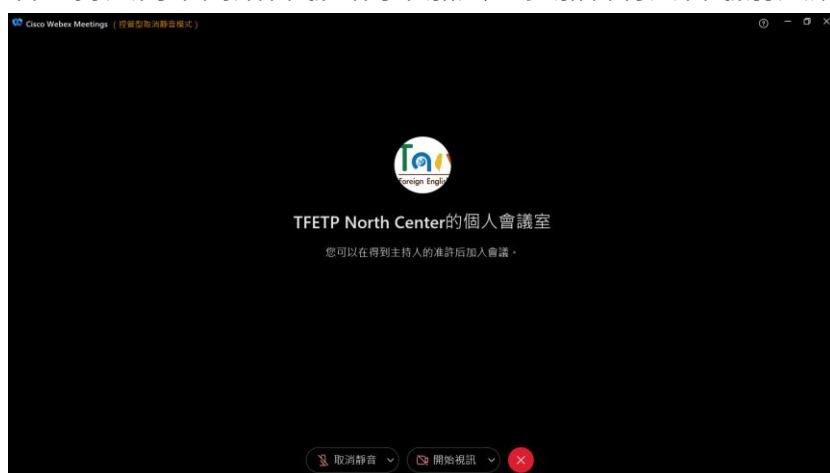 Cisco Webex Meetings (控管型取消靜音模式)
Foreign Englis
TFETP North Center的個人會議室
您可以在得到主持人的准許后加入會議。
取消靜音
開始視訊